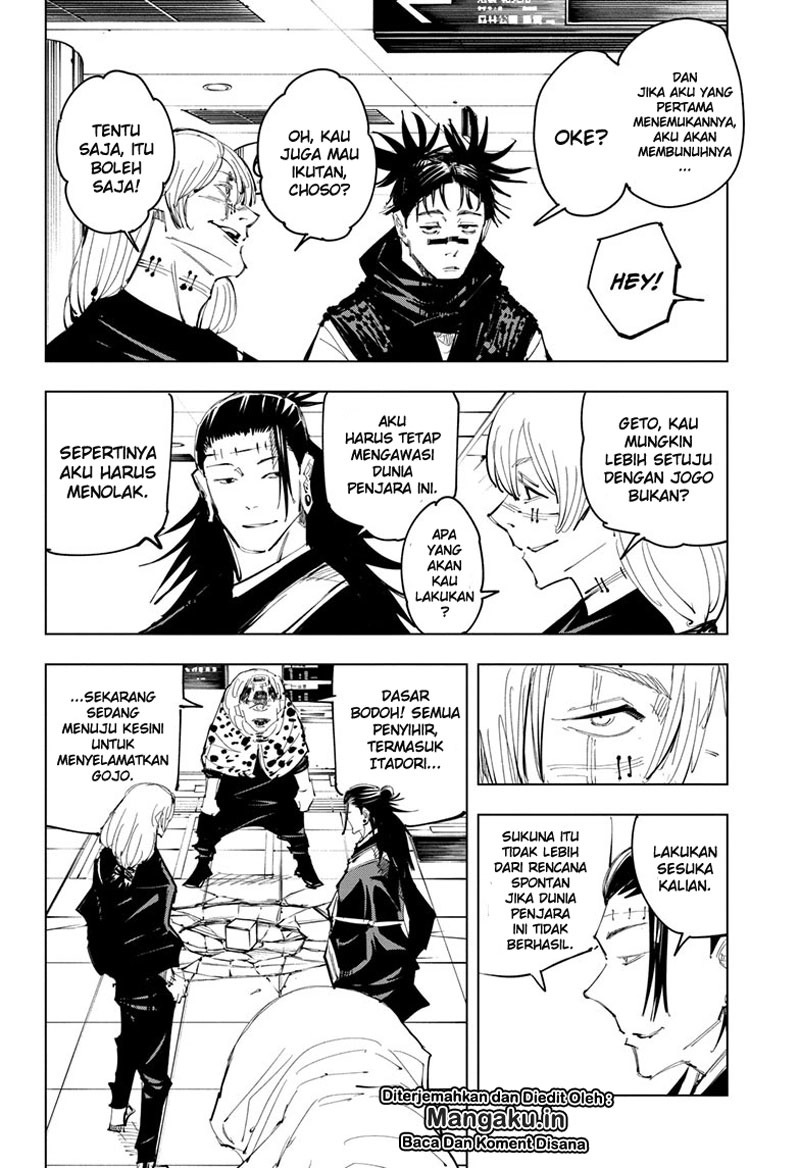 DAN
JIKA AKU YANG
PERTAMA
MENEMUKANNYA,
AKU AKAN
MEMBUNUHNYA
...
OKE?
HEY!
OH, KAU
JUGA MAU
IKUTAN,
CHOSO?
TENTU
SAJA, ITU
BOLEH
SAJA!
GETO, KAU
MUNGKIN
LEBIH SETUJU
DENGAN JOGO
BUKAN?
APA
YANG
AKAN
KAU
LAKUKAN
?
AKU
HARUS TETAP
MENGAWASI
DUNIA
PENJARA INI.
SEPERTINYA
AKU HARUS
MENOLAK.
LAKUKAN
SESUKA
KALIAN.
SUKUNA ITU
TIDAK LEBIH
DARI RENCANA
SPONTAN
JIKA DUNIA
PENJARA
INI TIDAK
BERHASIL.
DASAR
BODOH! SEMUA
PENYIHIR,
TERMASUK
ITADORI...
...SEKARANG
SEDANG
MENUJU KESINI
UNTUK
MENYELAMATKAN
GOJO.
Diterjemahkan dan Diedit Oleh :
Mangaku.in
Baca Dan Koment Disana